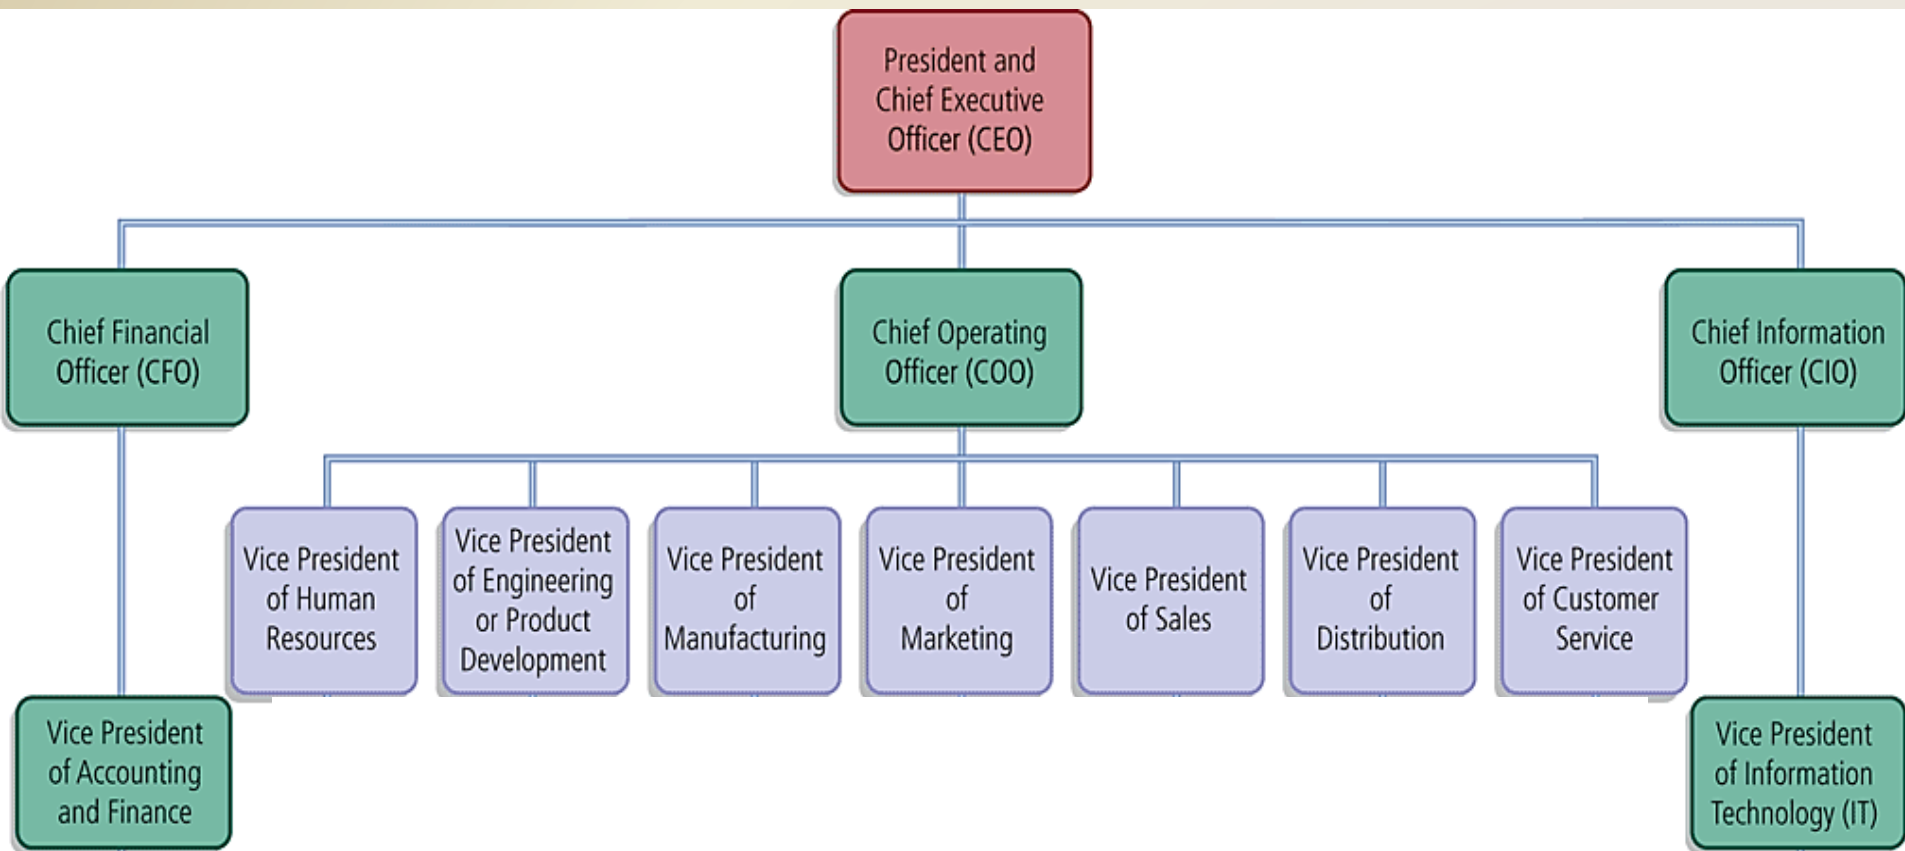 President and
Chief Executive
Officer (CEO)
Chief Financial
Officer (CFO)
Chief Operating
Officer (COO)
Chief Information
Officer (CIO)
Vice President
of Human
Resources
Vice President
of Engineering
or Product
Development
Vice President
of
Manufacturing
Vice President
of
Marketing
Vice President
of Sales
Vice President
of
Distribution
Vice President
of Customer
Service
Vice President
of Accounting
and Finance
Vice President
of Information
Technology (IT)